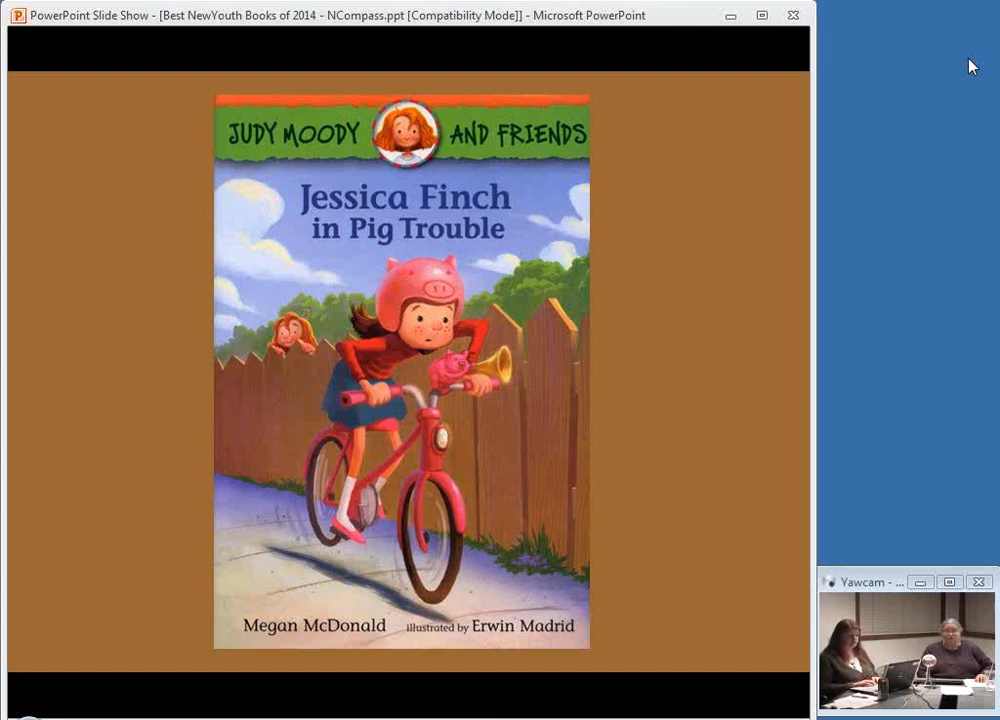 PowerPoint Slide Show - [Best NewYouth Books of 2014 - NCompass.ppt [Compatibility Mode]] - Microsoft PowerPoint
JUDY MOODY AND FRIENDS
Jessica Finch
in Pig Trouble
Megan McDonald illustrated by Erwin Madrid
Yawcam - ...